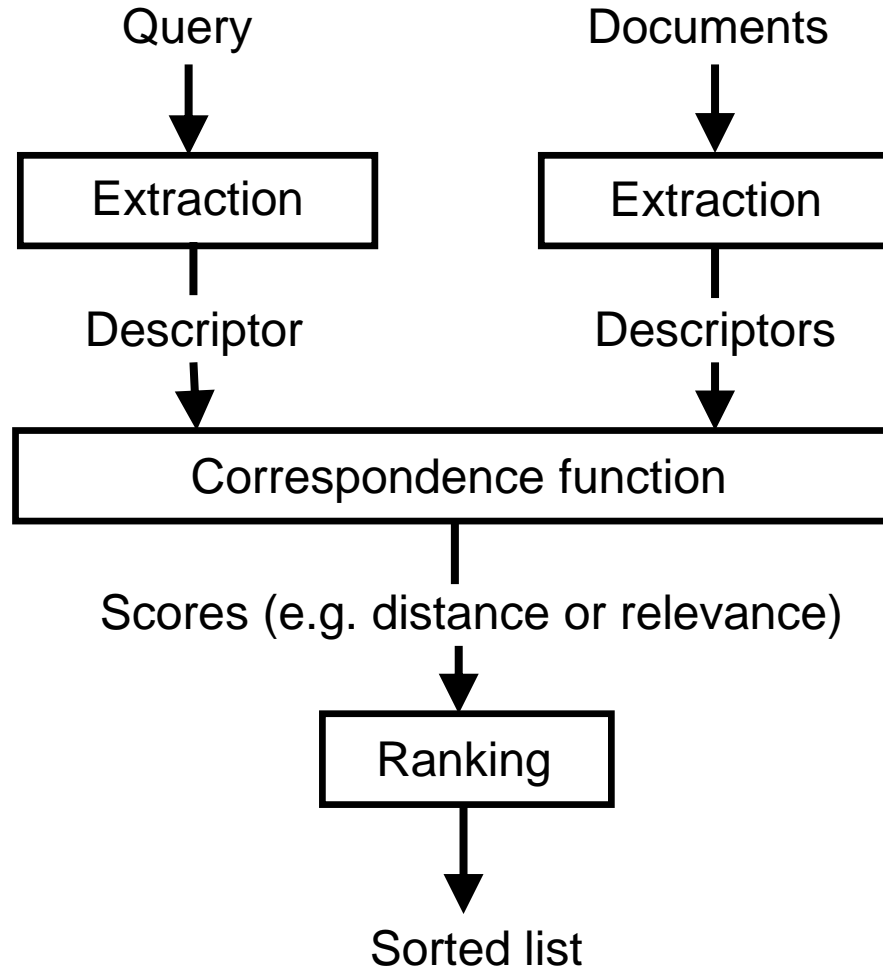 Query
Documents
Extraction
Extraction
Descriptor
Descriptors
Correspondence function
Scores (e.g. distance or relevance)
Ranking
Sorted list